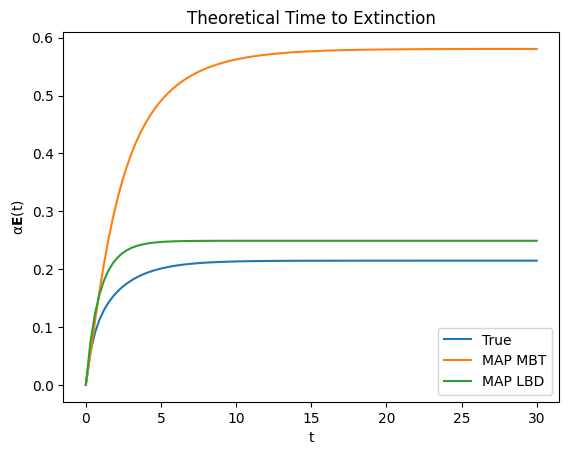 Theoretical Time to Extinction
0.6
0.5
0.4
0.3
0.2
0.1
0.0
α𝐄(t)
0 5 10 15 20 25 30
t
True
MAP MBT
MAP LBD